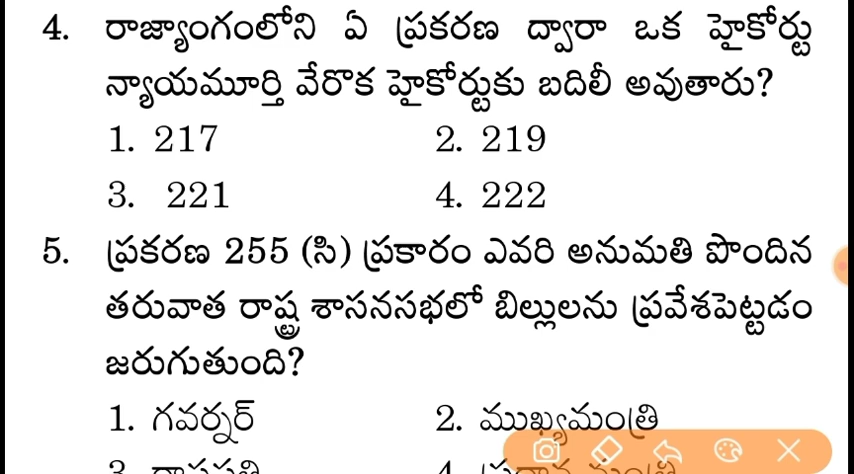 4. రాజ్యాంగంలోని ఏ ప్రకరణ ద్వారా ఒక హైకోర్టు
న్యాయమూర్తి వేరొక హైకోర్టుకు బదిలీ అవుతారు?
1. 217 2. 219
3. 221 4. 222
5. ప్రకరణ 255 (సి) ప్రకారం ఎవరి అనుమతి పొందిన
తరువాత రాష్ట్ర శాసనసభలో బిల్లులను ప్రవేశపెట్టడం
జరుగుతుంది?
1. గవర్నర్ 2. ముఖ్యమంత్రి